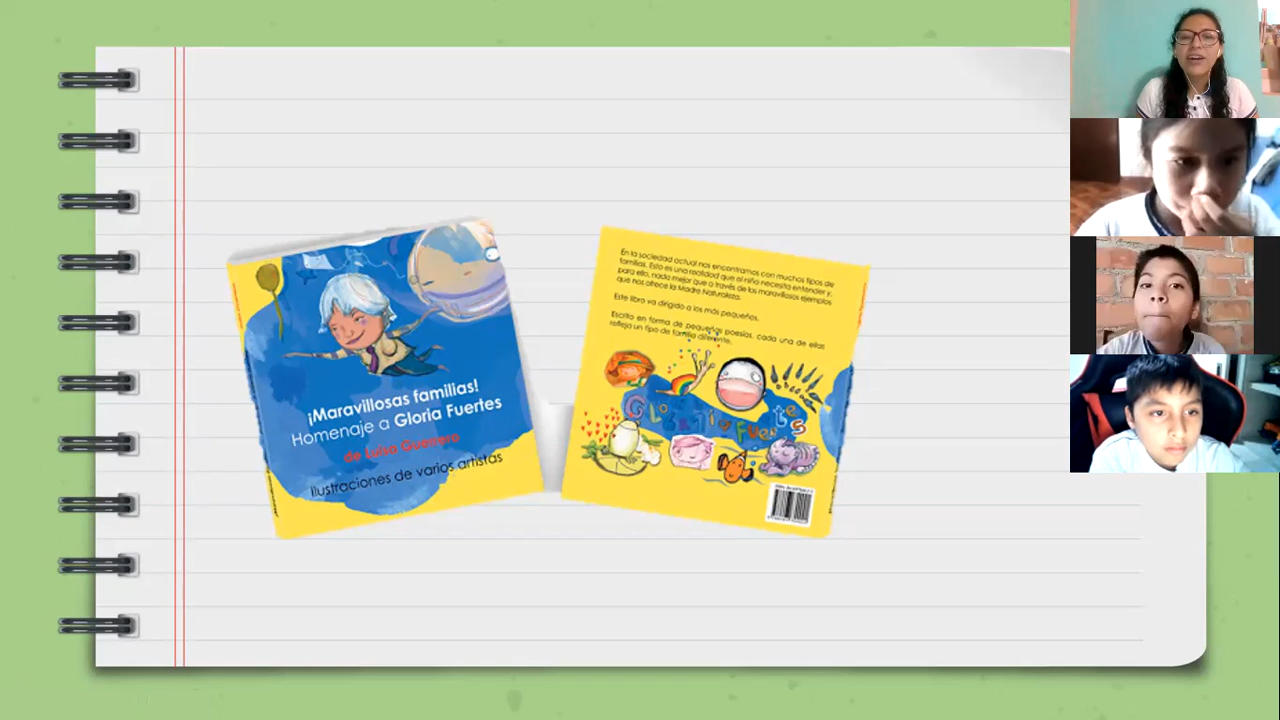 ¡Maravillosas familias!
Homenaje a Gloria Fuertes
de Luisa Guerrero
Ilustraciones de varios artistas
En la sociedad actual nos encontramos con muchos tipos de
familias. Esto es una realidad que el niño necesita entender y,
para ello, nada mejor que a través de los maravillosos ejemplos
que nos ofrece la Madre Naturaleza.
Este libro va dirigido a los más pequeños.
Escrito en forma de pequeñas poesías, cada una de ellas
refleja un tipo de familia diferente.
Gloria Fuertes